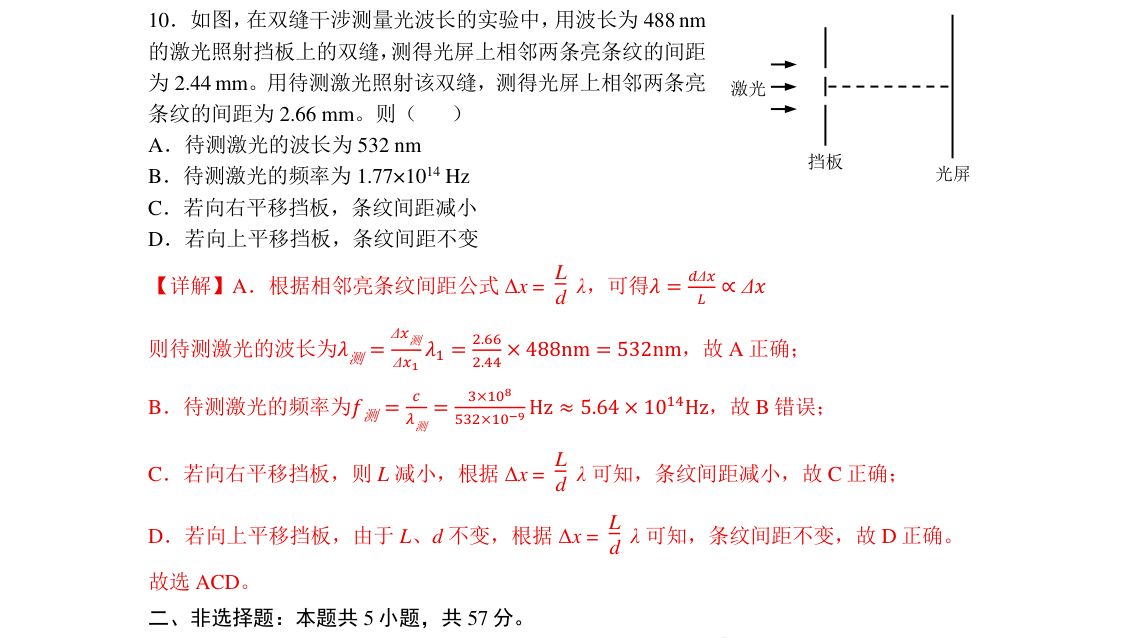 10．如图，在双缝干涉测量光波长的实验中，用波长为 488 nm
的激光照射挡板上的双缝，测得光屏上相邻两条亮条纹的间距
为 2.44 mm。用待测激光照射该双缝，测得光屏上相邻两条亮
条纹的间距为 2.66 mm。则（　　）
激光
挡板
光屏
A．待测激光的波长为 532 nm
B．待测激光的频率为 1.77×10¹⁴ Hz
C．若向右平移挡板，条纹间距减小
D．若向上平移挡板，条纹间距不变
【详解】A．根据相邻亮条纹间距公式 Δx = L/d λ，可得λ = dΔx/L ∝ Δx
则待测激光的波长为λ测 = Δx测/Δx₁ λ₁ = 2.66/2.44 × 488nm = 532nm，故 A 正确；
B．待测激光的频率为f测 = c/λ测 = 3×10⁸/532×10⁻⁹ Hz ≈ 5.64 × 10¹⁴Hz，故 B 错误；
C．若向右平移挡板，则 L 减小，根据 Δx = L/d λ 可知，条纹间距减小，故 C 正确；
D．若向上平移挡板，由于 L、d 不变，根据 Δx = L/d λ 可知，条纹间距不变，故 D 正确。
故选 ACD。
二、非选择题：本题共 5 小题，共 57 分。